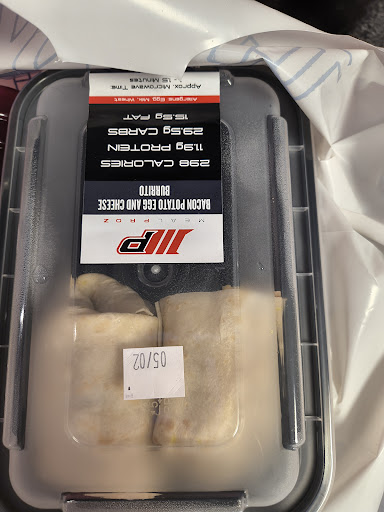 MP
MEALPROZ
BACON POTATO EGG AND CHEESE
BURRITO
298 CALORIES
11.9g PROTEIN
29.5g CARBS
15.5g FAT
Allergens: Egg, Milk, Wheat
Approx. Microwave Time
1.5 Minutes
05/02